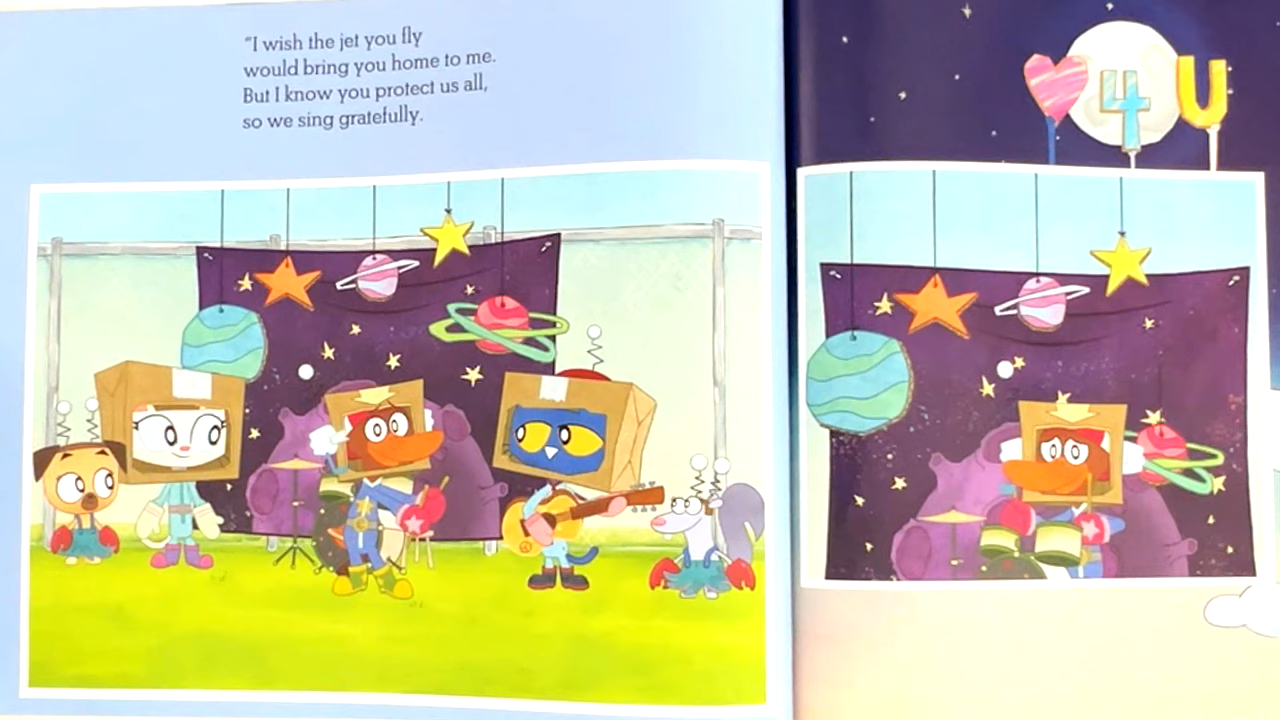 "I wish the jet you fly
would bring you home to me.
But I know you protect us all,
so we sing gratefully.
4 U